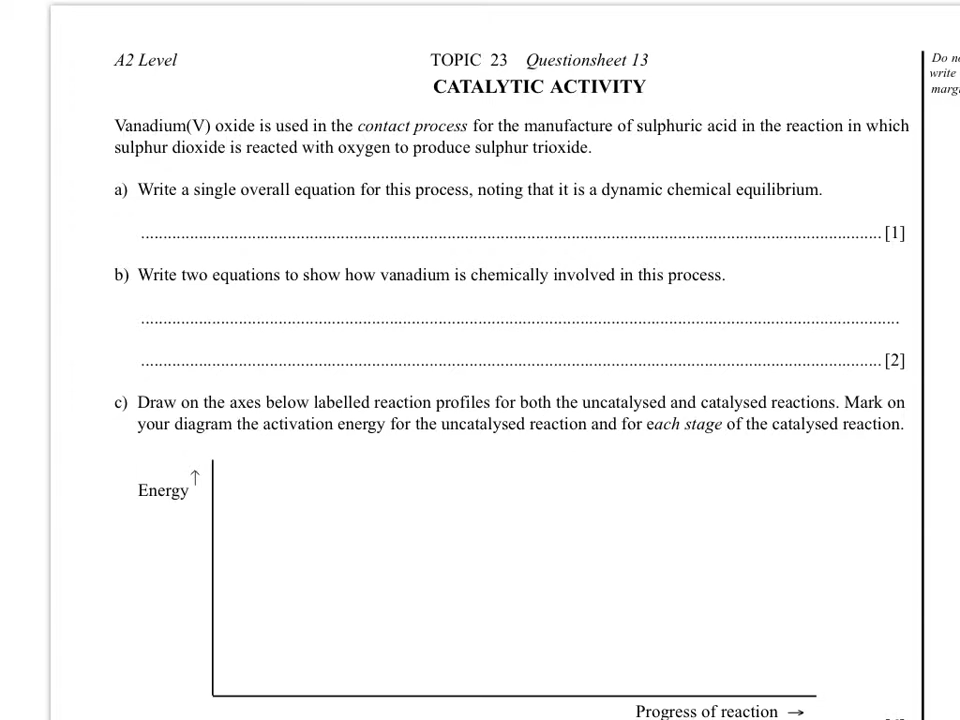 A2 Level
TOPIC 23 Questionsheet 13
CATALYTIC ACTIVITY
Do
write
Vanadium(V) oxide is used in the contact process for the manufacture of sulphuric acid in the reaction in which
sulphur dioxide is reacted with oxygen to produce sulphur trioxide.
a) Write a single overall equation for this process, noting that it is a dynamic chemical equilibrium.
[1]
b) Write two equations to show how vanadium is chemically involved in this process.
[2]
c) Draw on the axes below labelled reaction profiles for both the uncatalysed and catalysed reactions. Mark on
your diagram the activation energy for the uncatalysed reaction and for each stage of the catalysed reaction.
Energy ↑
Progress of reaction →